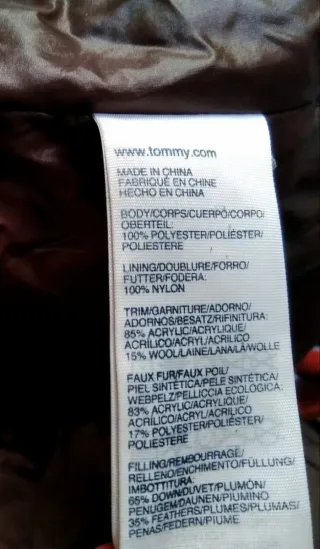 www.tommy.com
MADE IN CHINA
FABRIQUÉ EN CHINE
HECHO EN CHINA
BODY/CORPS/CUERPO/CORPO/
OBERTEIL:
100% POLYESTER/POLIÉSTER/
POLIESTERE
LINING/DOUBLURE/FORRO/
FUTTER/FODERA:
100% NYLON
TRIM/GARNITURE/ADORNO/
ADORNOS/BESATZ/RIFINITURA:
85% ACRYLIC/ACRYLIQUE/
ACRÍLICO/ACRYL/ACRILICO
15% WOOL/LAINE/LANA/LÃ/WOLLE
FAUX FUR/FAUX POIL/
PIEL SINTÉTICA/PELE SINTÉTICA/
WEBPELZ/PELLICCIA ECOLOGICA:
83% ACRYLIC/ACRYLIQUE/
ACRÍLICO/ACRYL/ACRILICO
17% POLYESTER/POLIÉSTER/
POLIESTERE
FILLING/REMBOURRAGE/
RELLENO/ENCHIMENTO/FÜLLUNG/
IMBOTTITURA:
65% DOWN/DUVET/PLUMÓN/
PENUGEM/DAUNEN/PIUMINO
35% FEATHERS/PLUMES/PLUMAS/
PENAS/FEDERN/PIUME